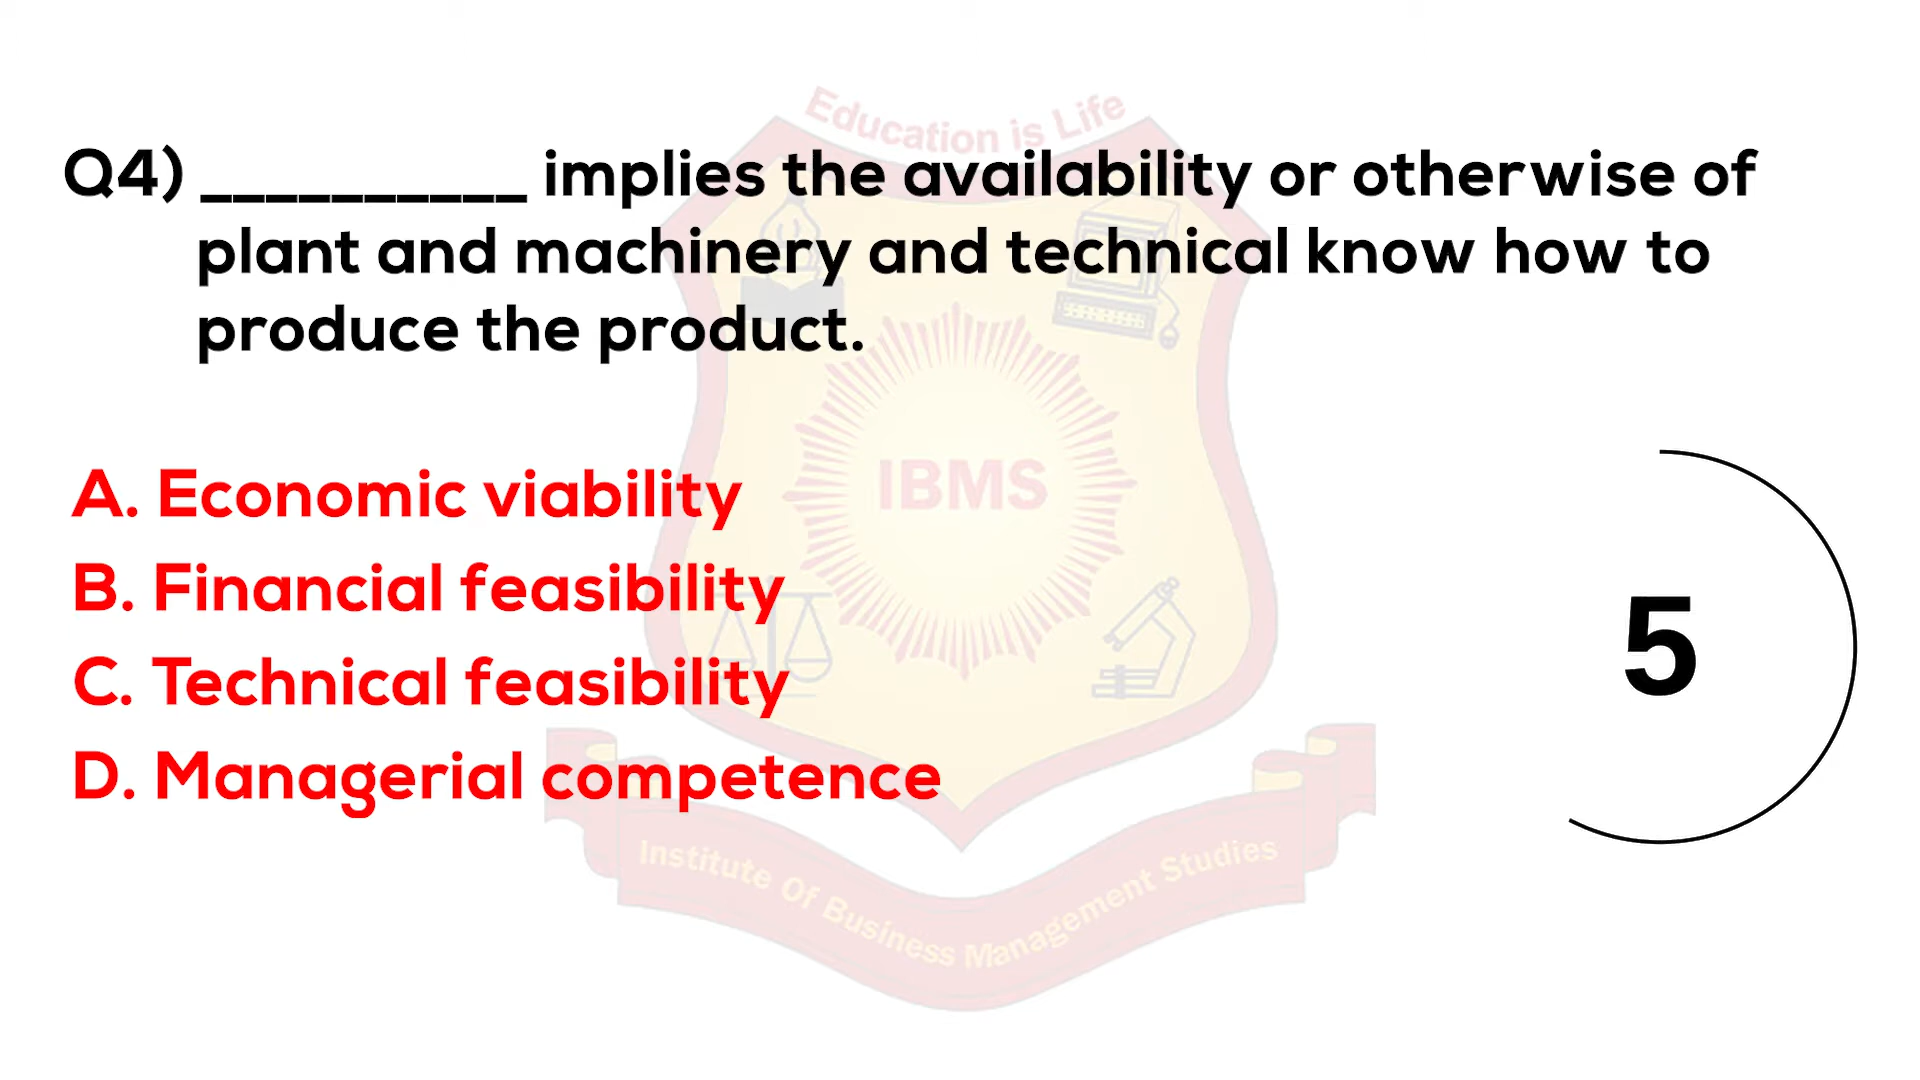 Education is Life
Q4) __________ implies the availability or otherwise of
plant and machinery and technical know how to
produce the product.
A. Economic viability
B. Financial feasibility
C. Technical feasibility
D. Managerial competence
IBMS
5
Institute Of Business Management Studies